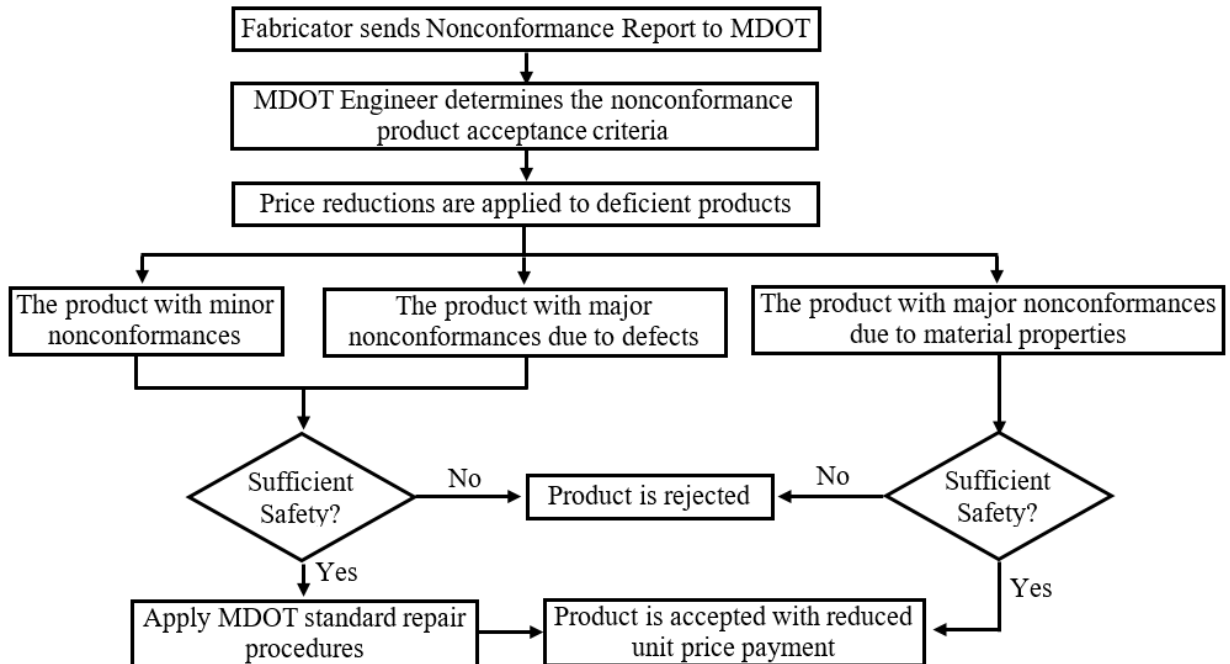 Fabricator sends Nonconformance Report to MDOT
MDOT Engineer determines the nonconformance
product acceptance criteria
Price reductions are applied to deficient products
The product with minor
nonconformances
The product with major
nonconformances due to defects
The product with major nonconformances
due to material properties
Sufficient
Safety?
No
Product is rejected
No
Sufficient
Safety?
Yes
Yes
Apply MDOT standard repair
procedures
Product is accepted with reduced
unit price payment